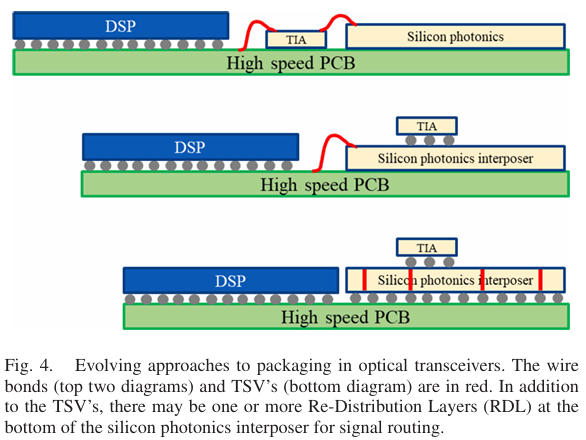 DSP
TIA
Silicon photonics
High speed PCB
TIA
DSP
Silicon photonics interposer
High speed PCB
TIA
DSP
Silicon photonics interposer
High speed PCB
Fig. 4. Evolving approaches to packaging in optical transceivers. The wire
bonds (top two diagrams) and TSV's (bottom diagram) are in red. In addition
to the TSV's, there may be one or more Re-Distribution Layers (RDL) at the
bottom of the silicon photonics interposer for signal routing.